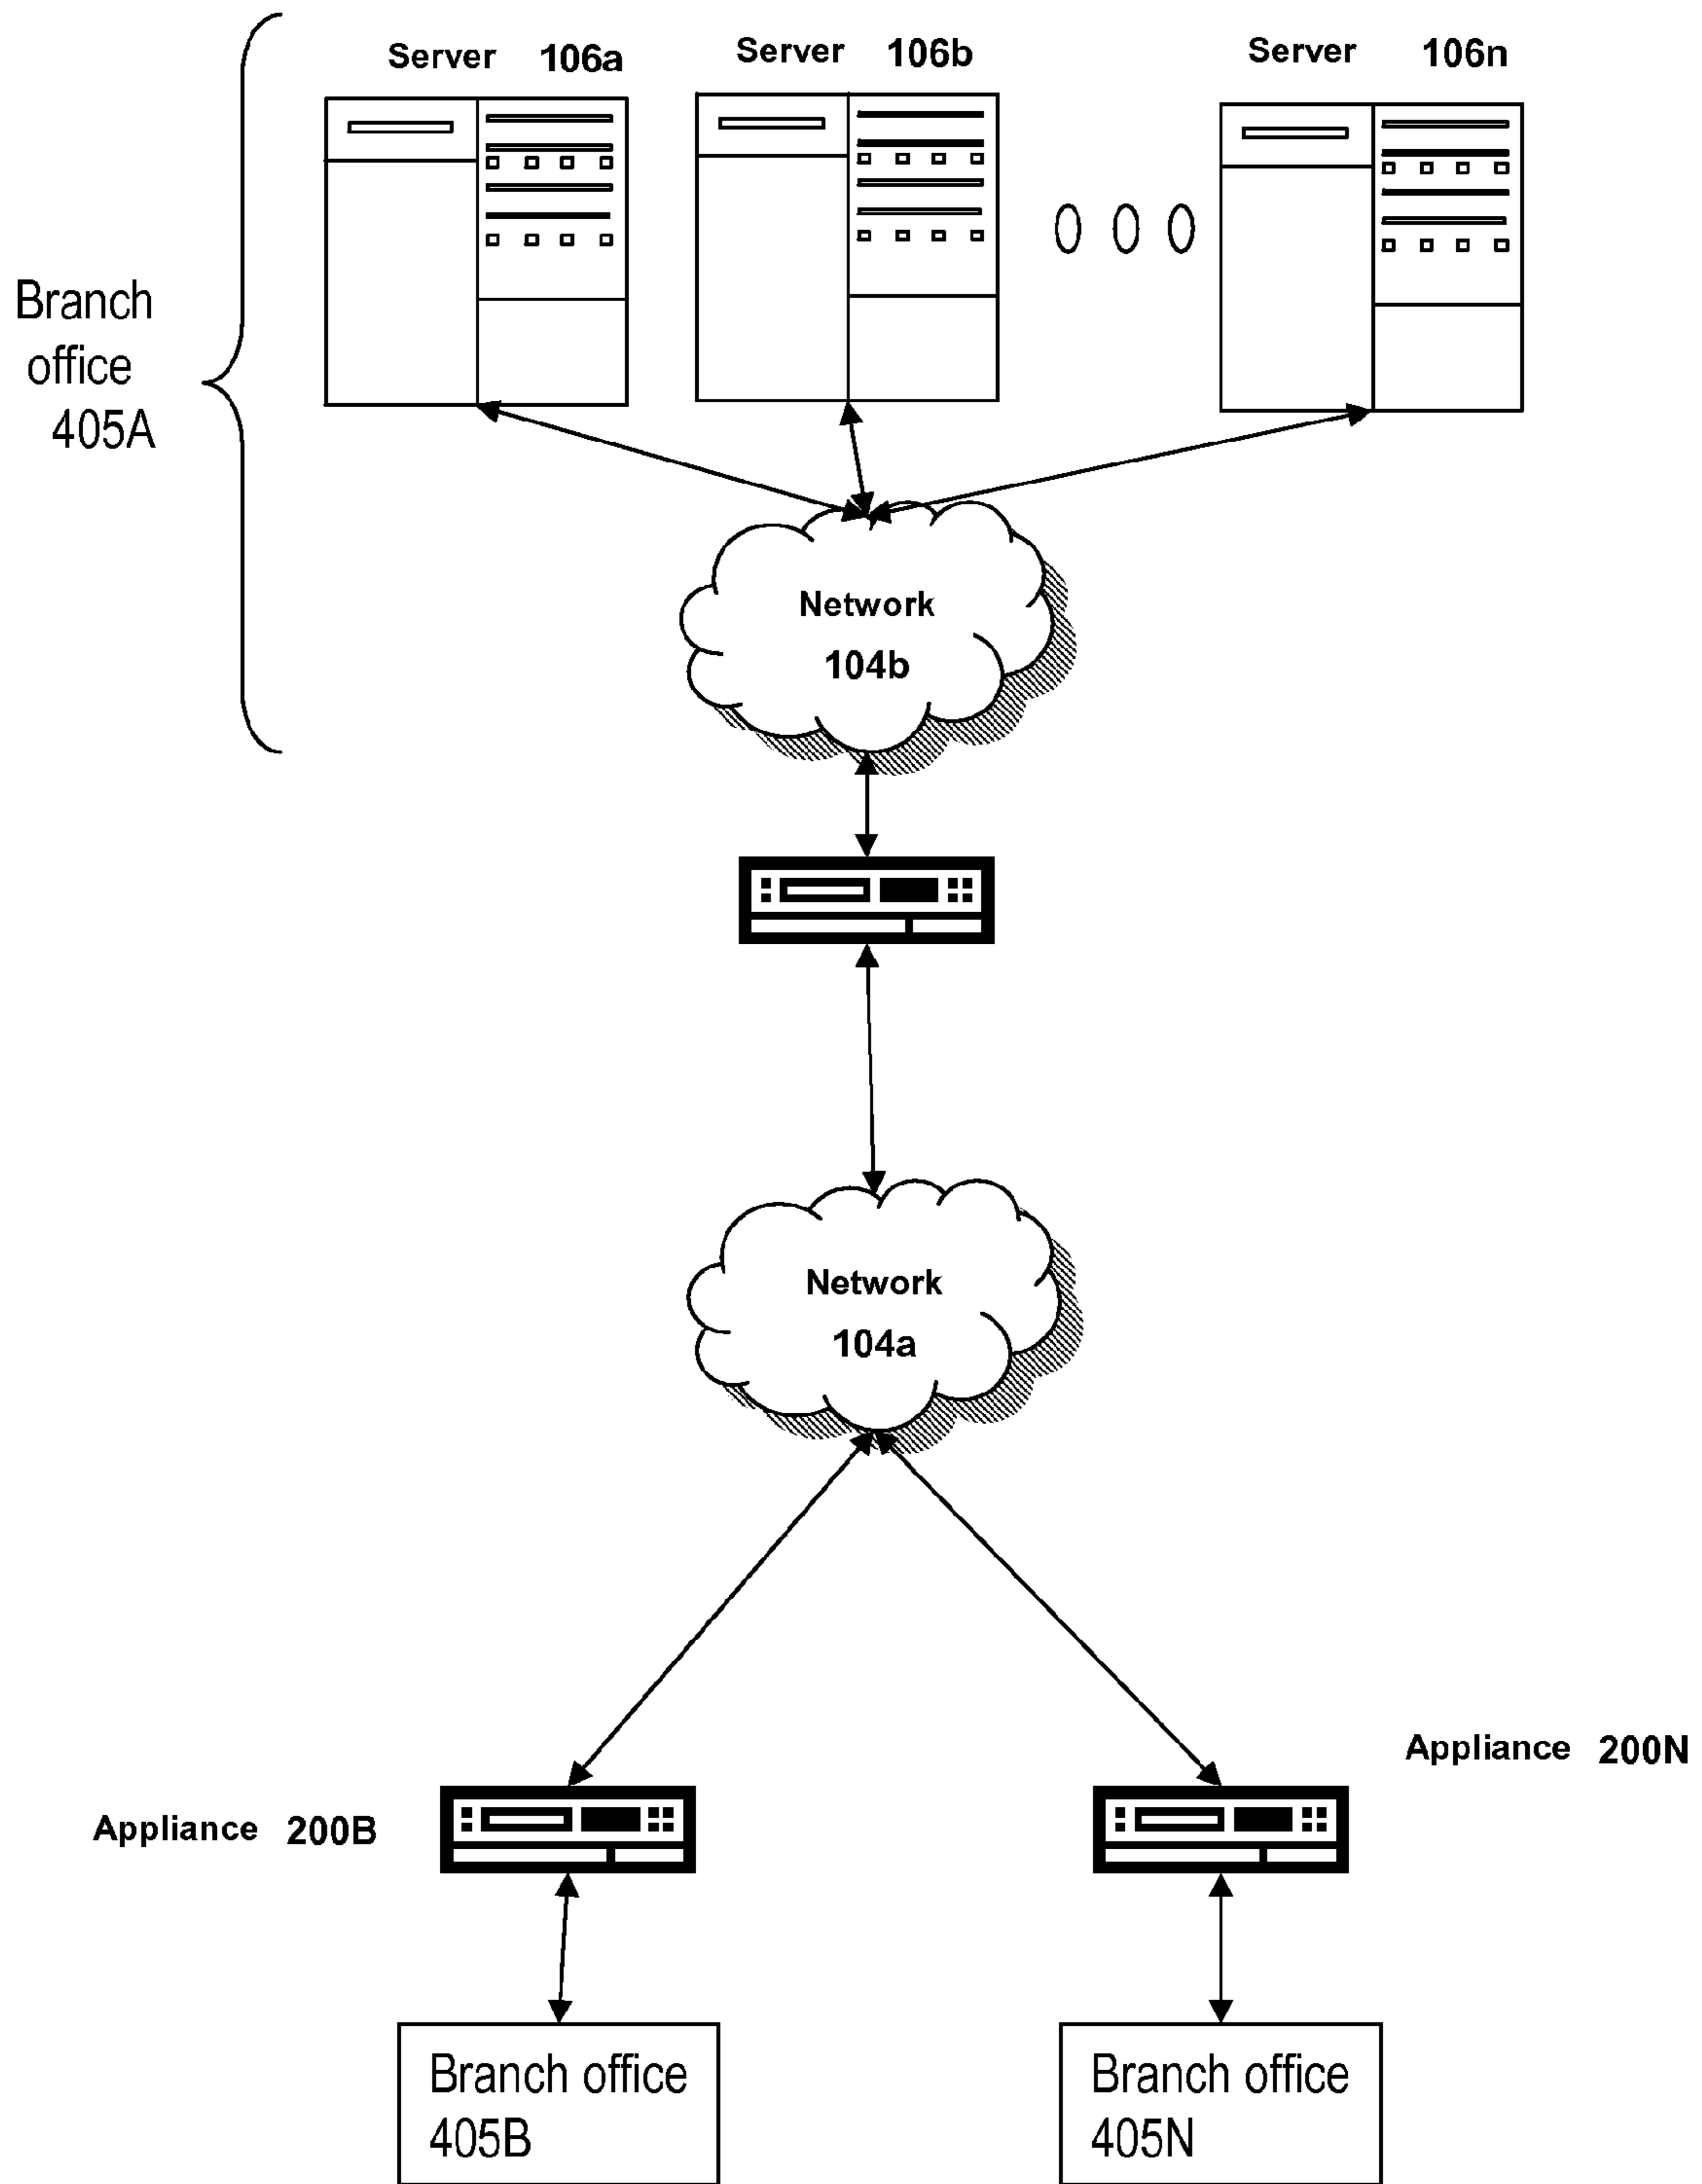 Server 106a
Server 106b
Server 106n
Branch
office
405A
Network
104b
Network
104a
Appliance 200N
Appliance 200B
Branch office
405B
Branch office
405N